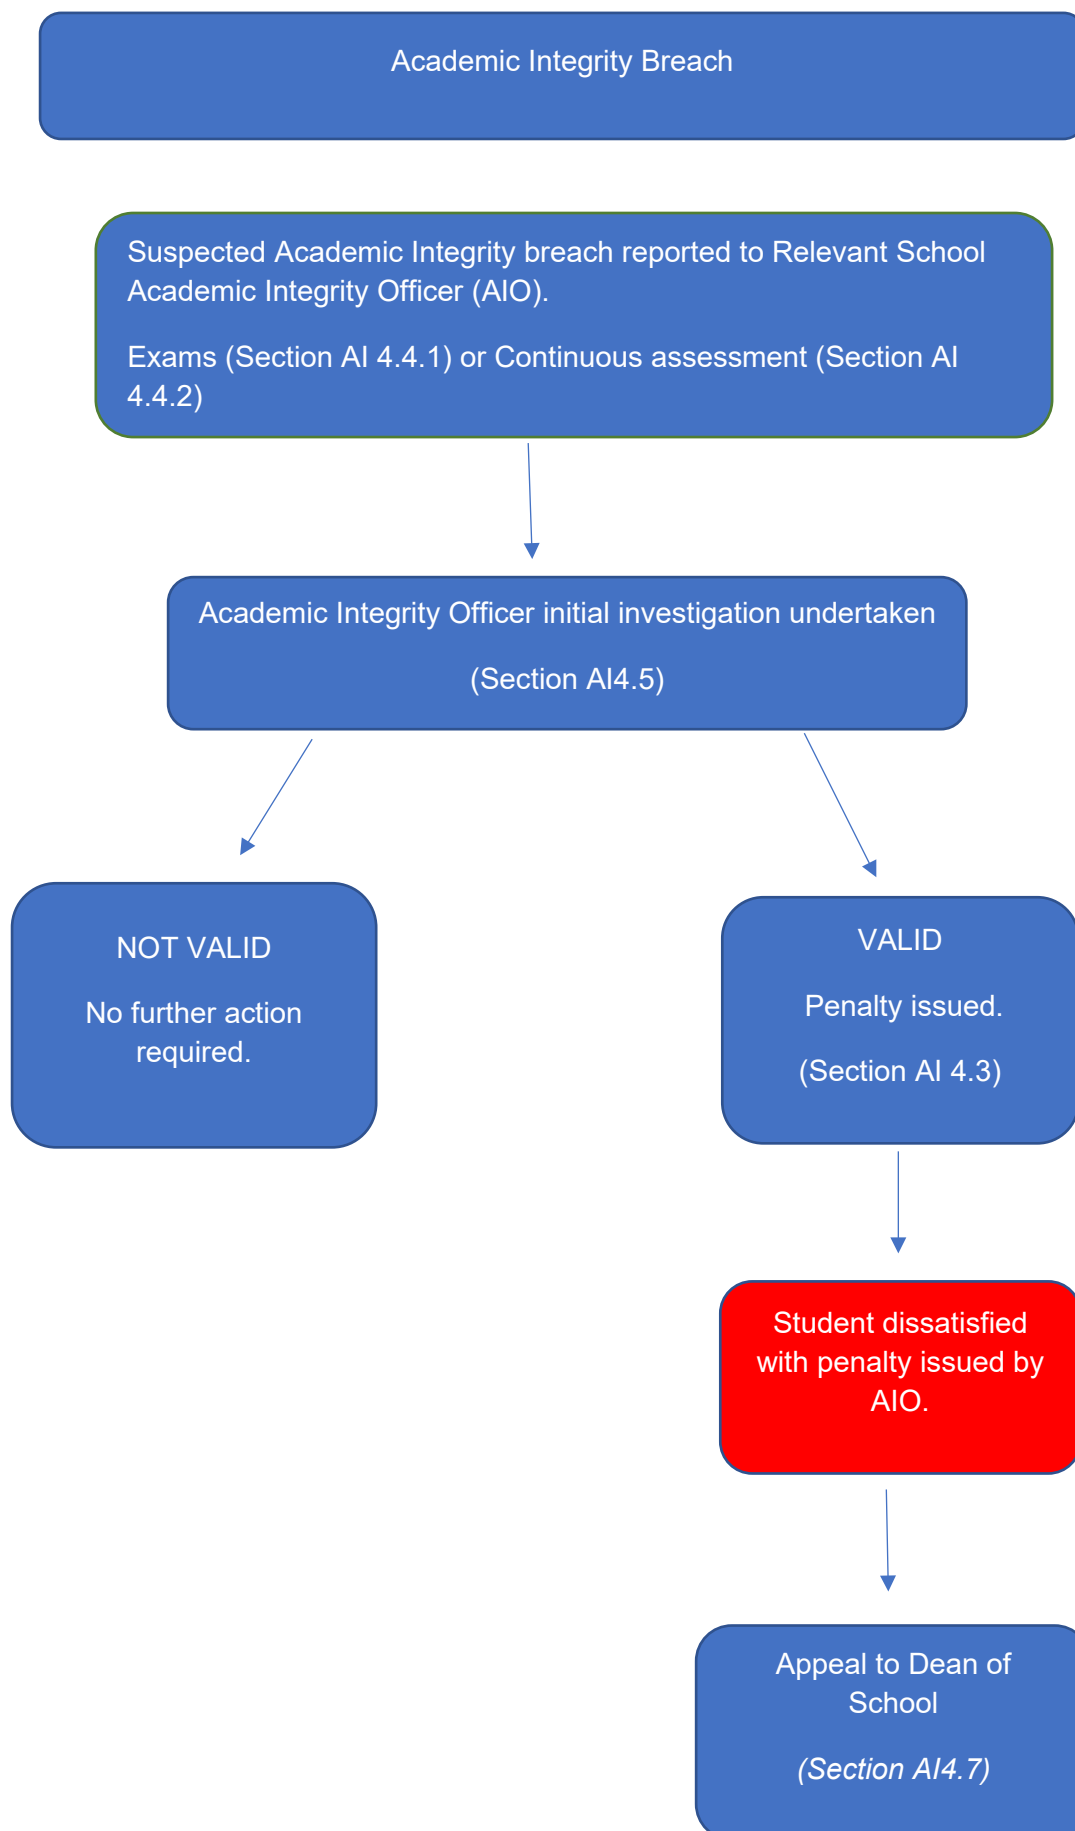 Academic Integrity Breach
Suspected Academic Integrity breach reported to Relevant School
Academic Integrity Officer (AIO).
Exams (Section AI 4.4.1) or Continuous assessment (Section AI
4.4.2)
Academic Integrity Officer initial investigation undertaken
(Section AI4.5)
NOT VALID
No further action
required.
VALID
Penalty issued.
(Section AI 4.3)
Student dissatisfied
with penalty issued by
AIO.
Appeal to Dean of
School
(Section AI4.7)